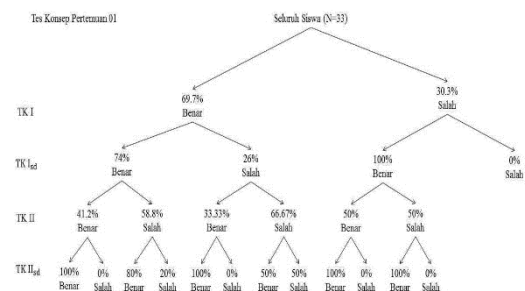 Tes Konsep Pertemuan 01
Seluruh Siswa (N=33)
TK I
69.7%
Benar
30.3%
Salah
TK Isd
74%
Benar
26%
Salah
100%
Benar
0%
Salah
TK II
41.2%
Benar
58.8%
Salah
33.33%
Benar
66.67%
Salah
50%
Benar
50%
Salah
TK IIsd
100%
Benar
0%
Salah
80%
Benar
20%
Salah
100%
Benar
0%
Salah
50%
Benar
50%
Salah
100%
Benar
0%
Salah
100%
Benar
0%
Salah